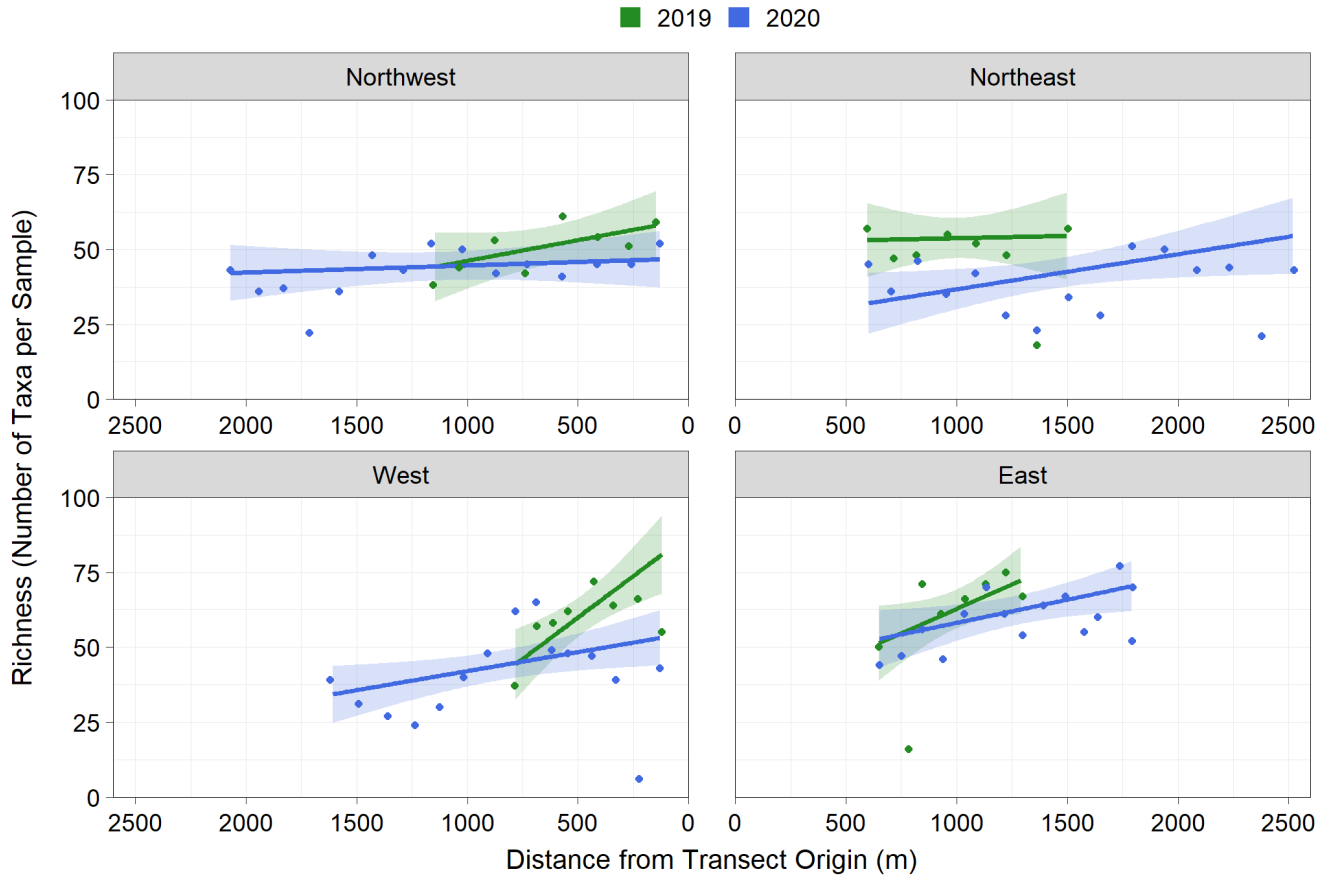 2019 2020
Northwest Northeast
100
75
50
25
0
2500 2000 1500 1000 500 0 0 500 1000 1500 2000 2500
West East
100
75
50
25
0
2500 2000 1500 1000 500 0 0 500 1000 1500 2000 2500
Distance from Transect Origin (m)
Richness (Number of Taxa per Sample)